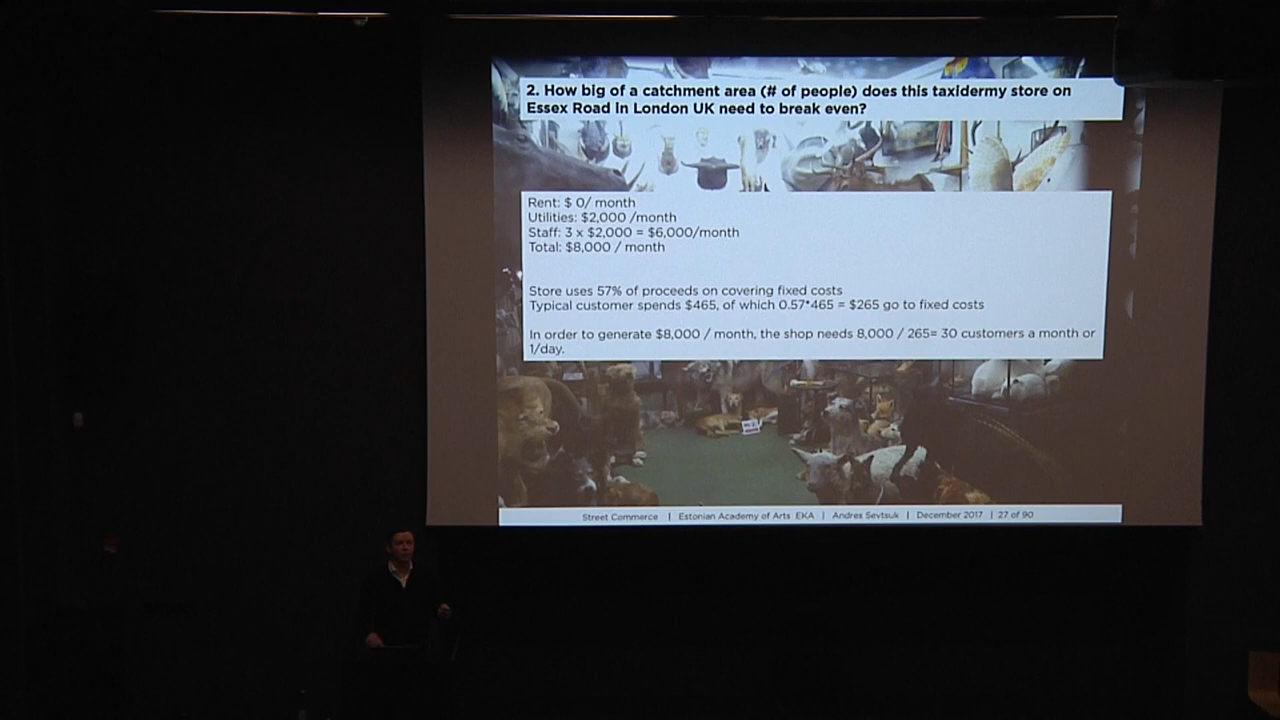 2. How big of a catchment area (# of people) does this taxidermy store on
Essex Road in London UK need to break even?
Rent: $ 0/ month
Utilities: $2,000 /month
Staff: 3 x $2,000 = $6,000/month
Total: $8,000 / month
Store uses 57% of proceeds on covering fixed costs
Typical customer spends $465, of which 0.57*465 = $265 go to fixed costs
In order to generate $8,000 / month, the shop needs 8,000 / 265= 30 customers a month or
1/day.
Street Commerce | Estonian Academy of Arts EKA | Andres Sevtsuk | December 2017 | 27 of 90